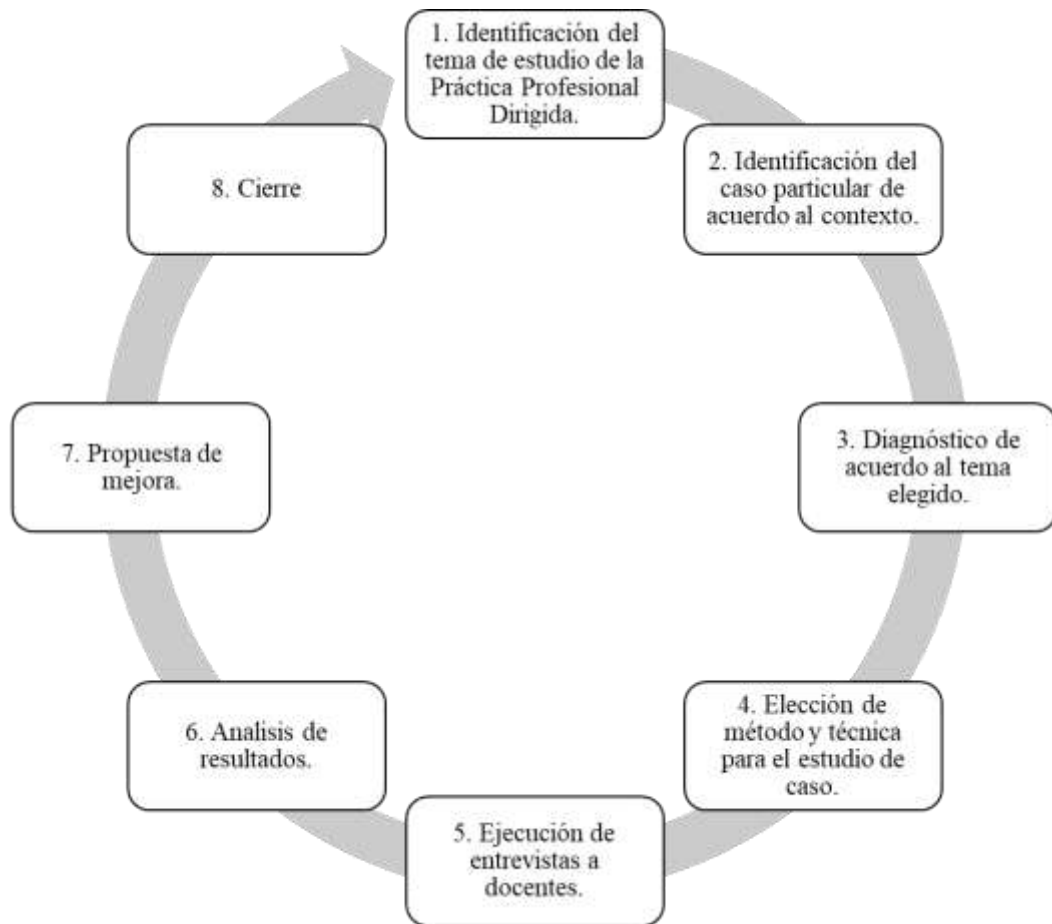 1. Identificación del
tema de estudio de la
Práctica Profesional
Dirigida.
2. Identificación del
caso particular de
acuerdo al contexto.
3. Diagnóstico de
acuerdo al tema
elegido.
4. Elección de
método y técnica
para el estudio de
caso.
5. Ejecución de
entrevistas a
docentes.
6. Analisis de
resultados.
7. Propuesta de
mejora.
8. Cierre